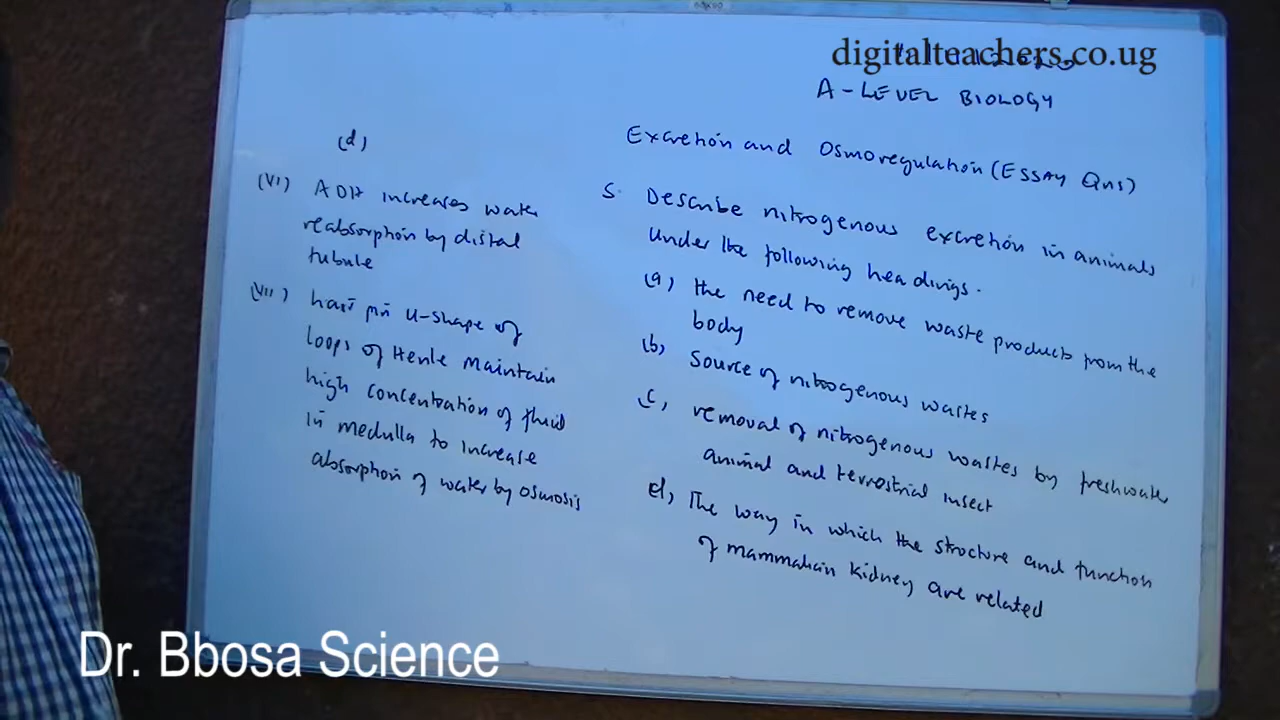 digitalteachers.co.ug
A-LEVEL BIOLOGY
Excretion and Osmoregulation (ESSAY Qns)
5. Describe nitrogenous excretion in animals
under the following headings.
(a) the need to remove waste products from the
body
(b) Source of nitrogenous wastes
(c) removal of nitrogenous wastes by freshwater
animal and terrestrial insect
d) The way in which the structure and function
of mammalian kidney are related
(d)
(VI) ADH increases water
reabsorption by distal
tubule
(VII) hair pin U-shape of
loops of Henle maintain
high concentration of fluid
in medulla to increase
absorption of water by osmosis
Dr. Bbosa Science